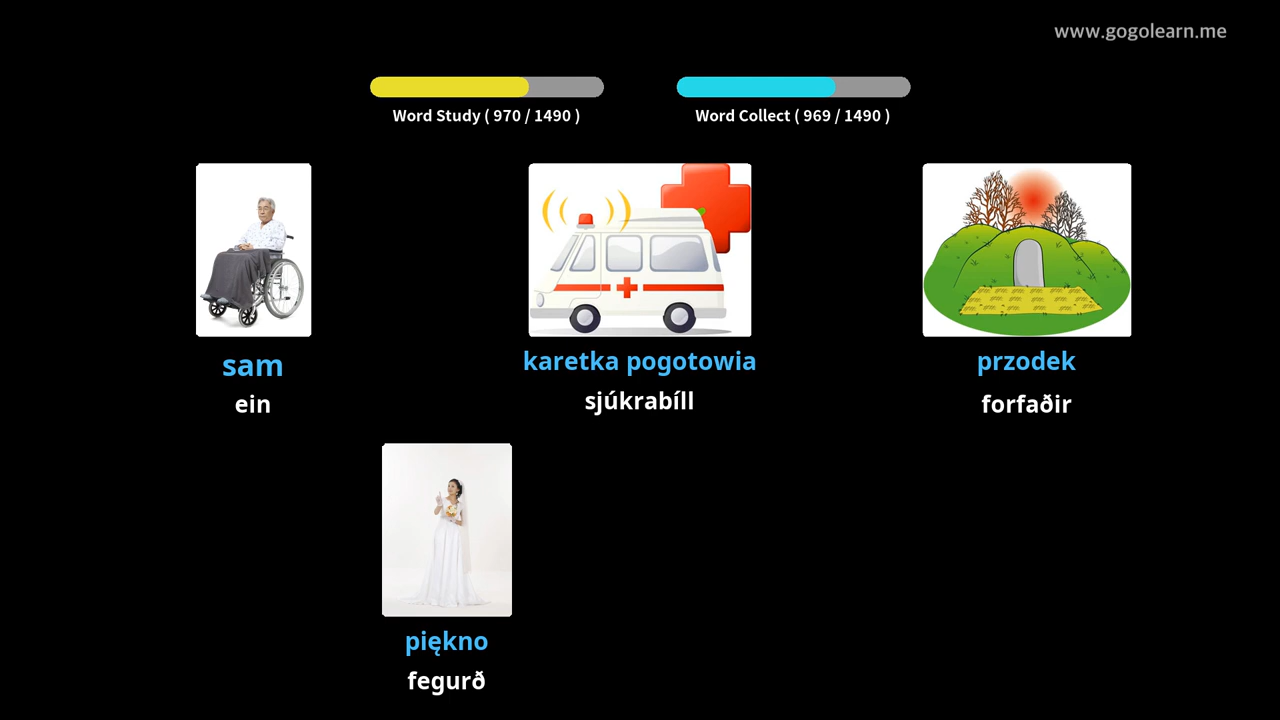 www.gogolearn.me
Word Study ( 970 / 1490 )
Word Collect ( 969 / 1490 )
sam
ein
karetka pogotowia
sjúkrabíll
przodek
forfaðir
piękno
fegurð